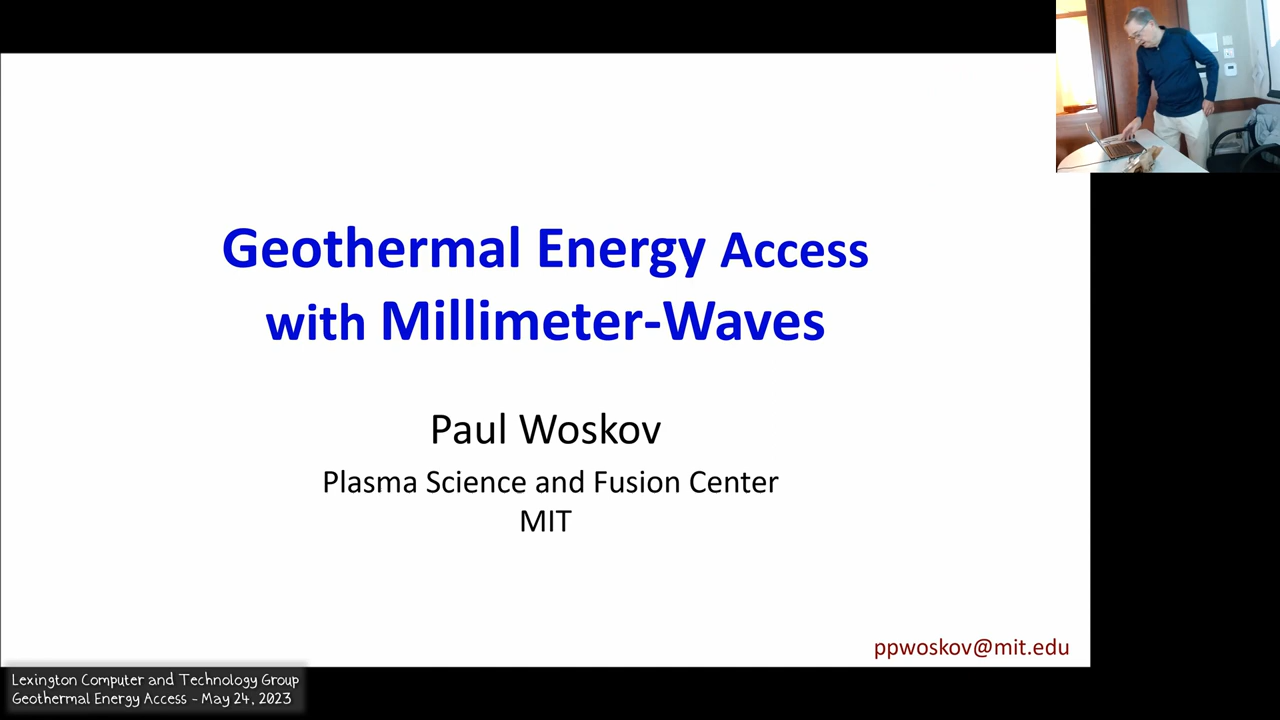 Geothermal Energy Access
with Millimeter-Waves
Paul Woskov
Plasma Science and Fusion Center
MIT
ppwoskov@mit.edu
Lexington Computer and Technology Group
Geothermal Energy Access - May 24, 2023